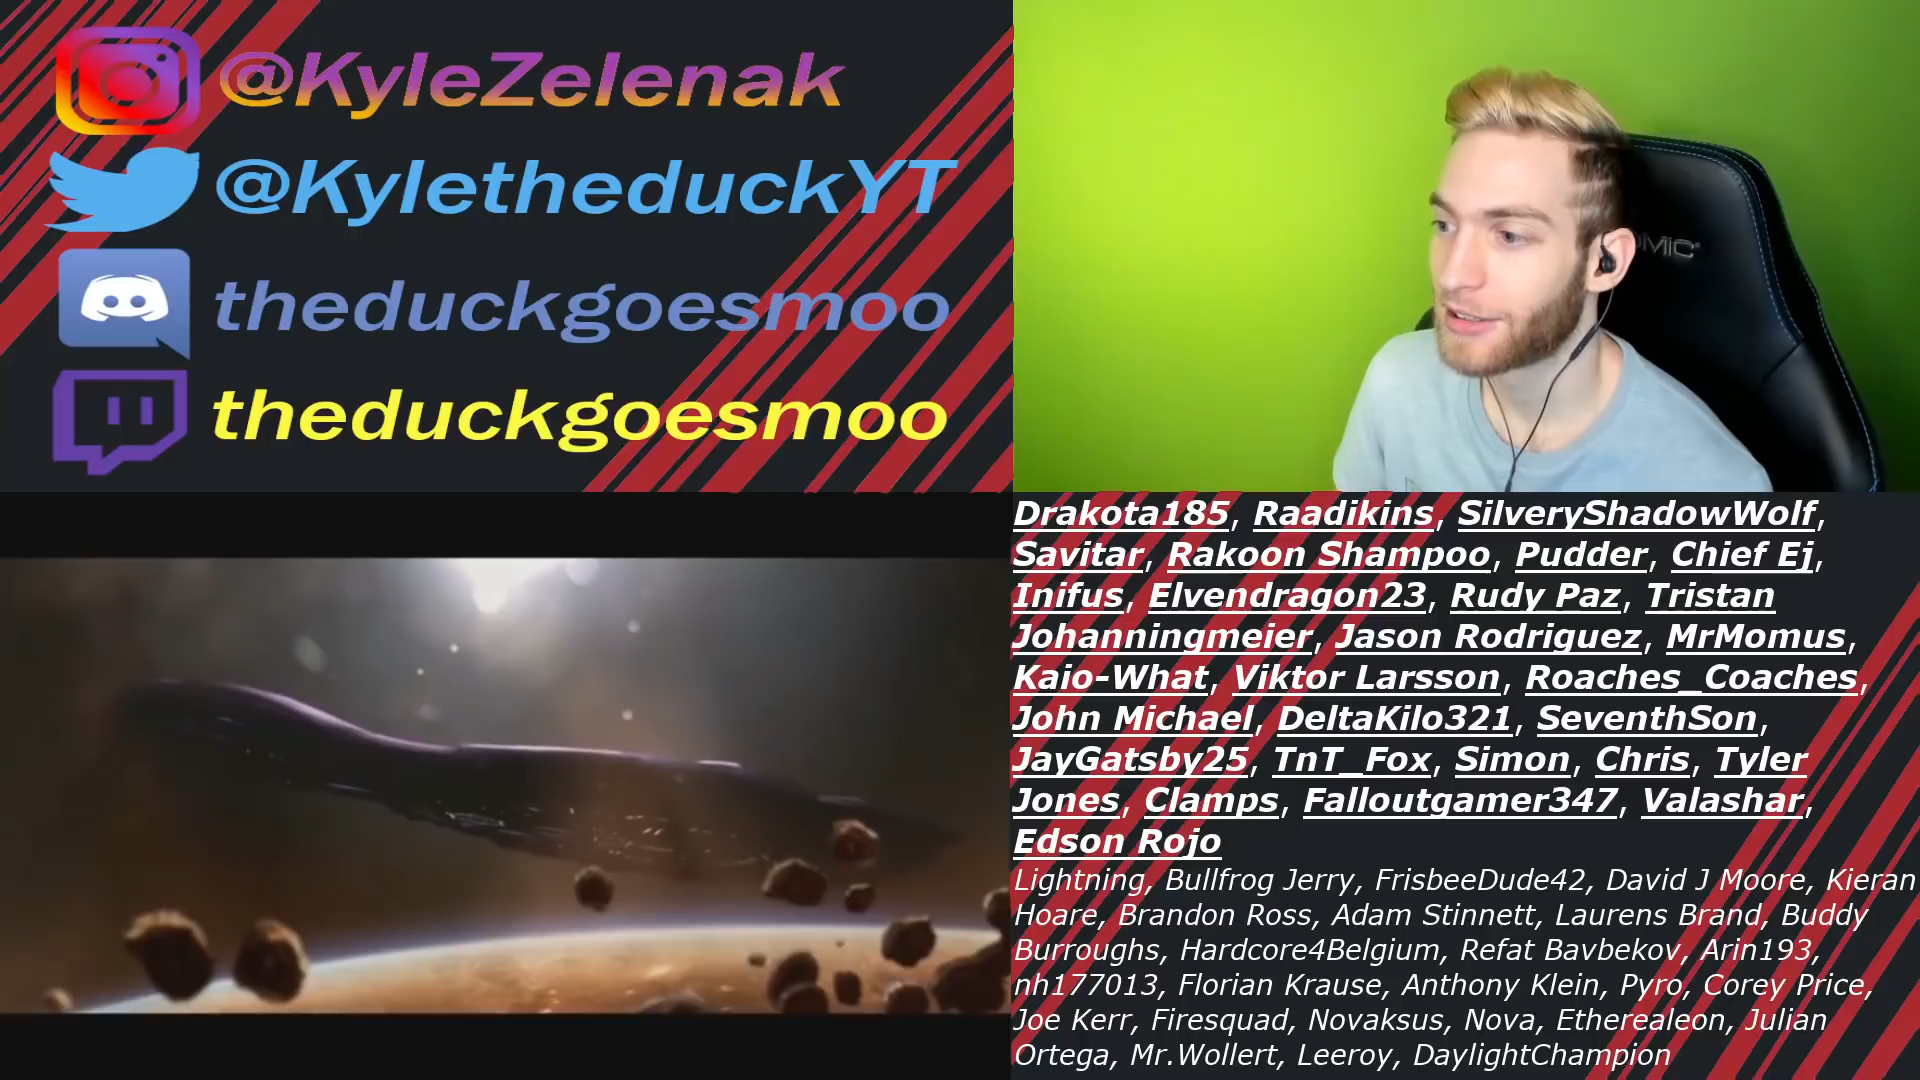 @KyleZelenak
@KyletheduckYT
theduckgoesmoo
theduckgoesmoo
Drakota185, Raadikins, SilveryShadowWolf,
Savitar, Rakoon Shampoo, Pudder, Chief Ej,
Inifus, Elvendragon23, Rudy Paz, Tristan
Johanningmeier, Jason Rodriguez, MrMomus,
Kaio-What, Viktor Larsson, Roaches_Coaches,
John Michael, DeltaKilo321, SeventhSon,
JayGatsby25, TnT_Fox, Simon, Chris, Tyler
Jones, Clamps, Falloutgamer347, Valashar,
Edson Rojo
Lightning, Bullfrog Jerry, FrisbeeDude42, David J Moore, Kieran
Hoare, Brandon Ross, Adam Stinnett, Laurens Brand, Buddy
Burroughs, Hardcore4Belgium, Refat Bavbekov, Arin193,
nh177013, Florian Krause, Anthony Klein, Pyro, Corey Price,
Joe Kerr, Firesquad, Novaksus, Nova, Etherealeon, Julian
Ortega, Mr.Wollert, Leeroy, DaylightChampion